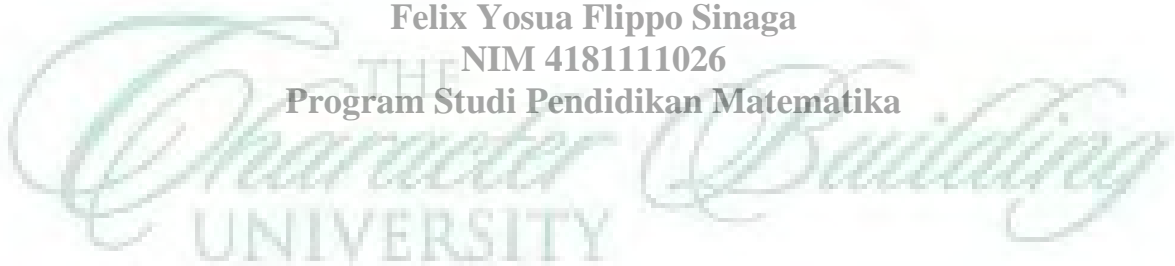 Felix Yosua Flippo Sinaga
NIM 4181111026
Program Studi Pendidikan Matematika
THE
Character Building
UNIVERSITY